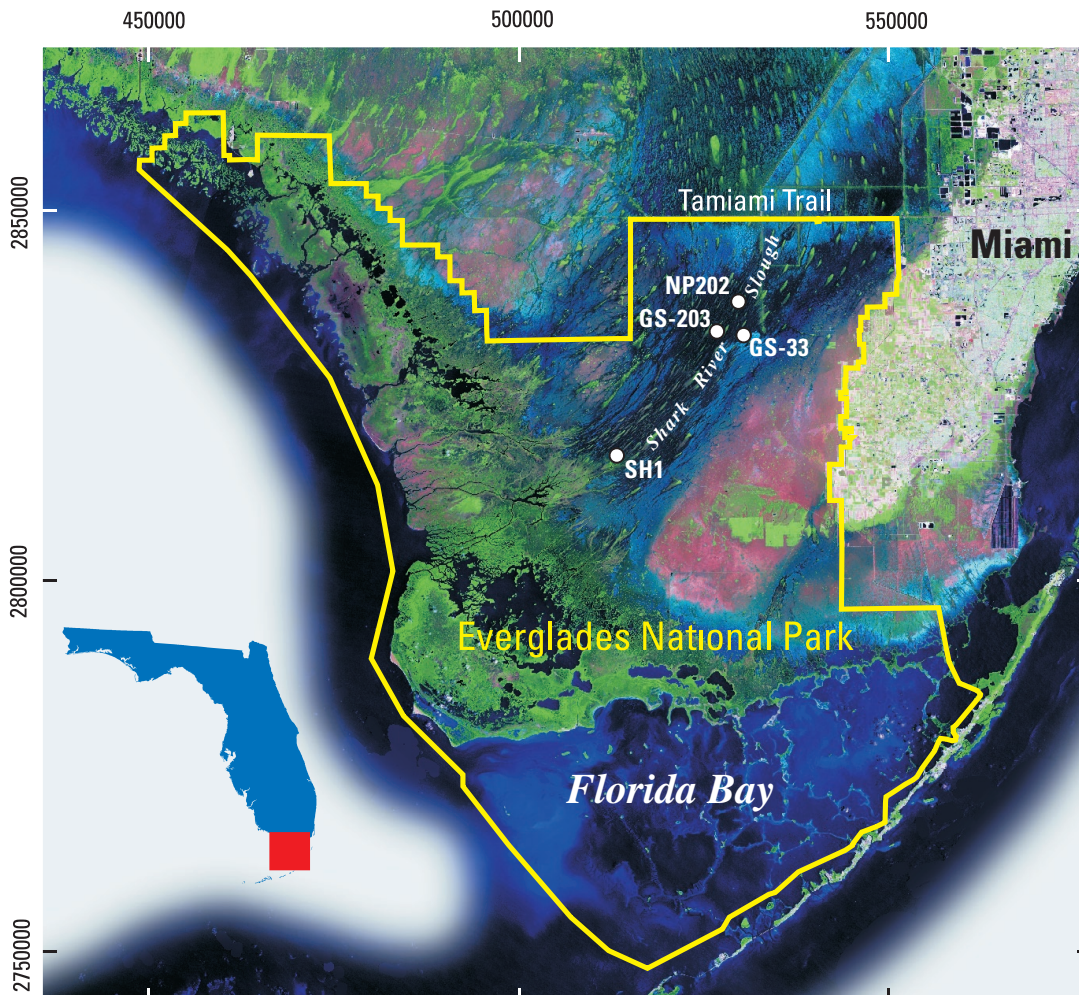 450000
500000
550000
2850000
2800000
2750000
Tamiami Trail
Miami
NP202
GS-203
GS-33
Shark River Slough
SH1
Everglades National Park
Florida Bay